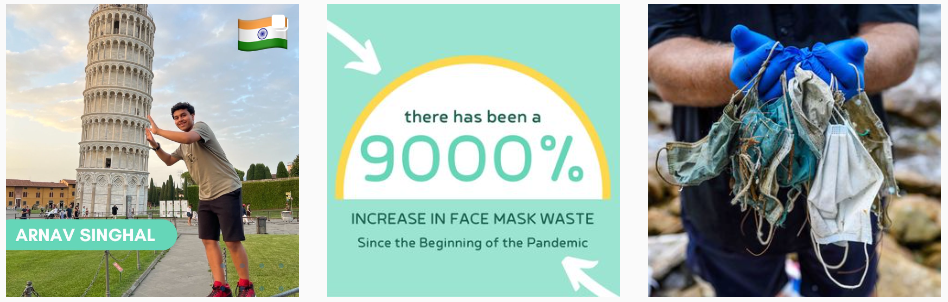 ARNAV SINGHAL
there has been a
9000%
INCREASE IN FACE MASK WASTE
Since the Beginning of the Pandemic